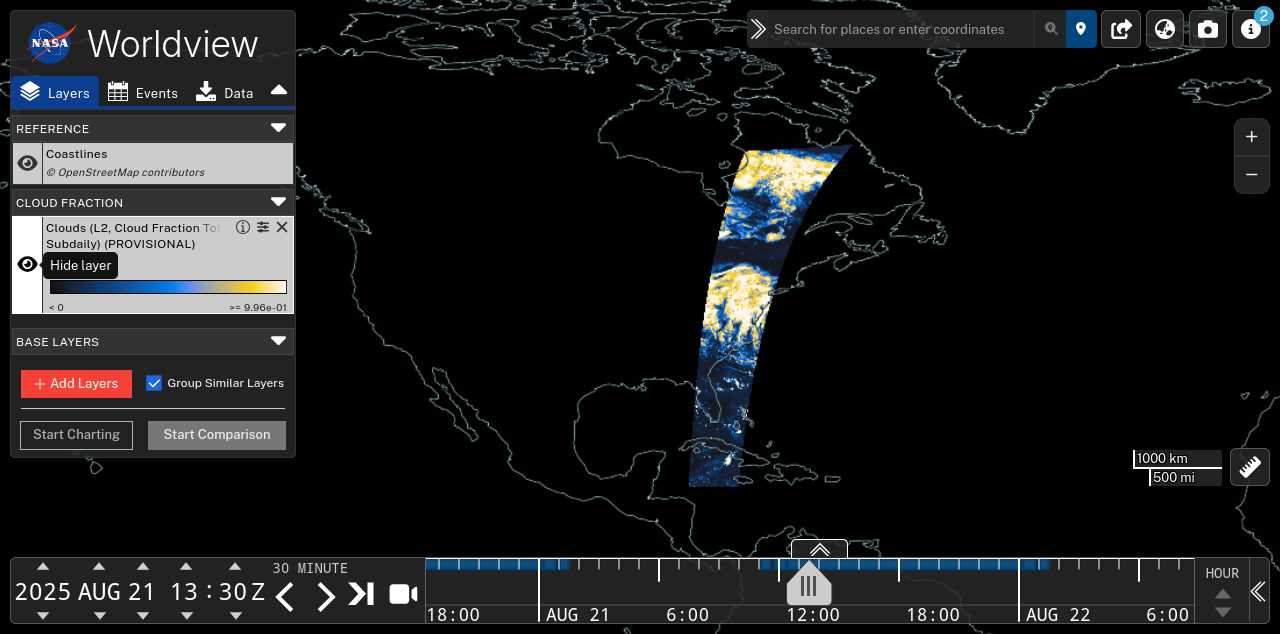 NASA
Worldview
Layers
Events
Data
REFERENCE
Coastlines
© OpenStreetMap contributors
CLOUD FRACTION
Clouds (L2, Cloud Fraction
Subdaily) (PROVISIONAL)
Hide layer
< 0
>= 9.96e-01
BASE LAYERS
+ Add Layers
Group Similar Layers
Start Charting
Start Comparison
Search for places or enter coordinates
2
+
−
1000 km
500 mi
2025 AUG 21 13 : 30 Z
30 MINUTE
18:00
AUG 21
6:00
12:00
18:00
AUG 22
6:00
HOUR